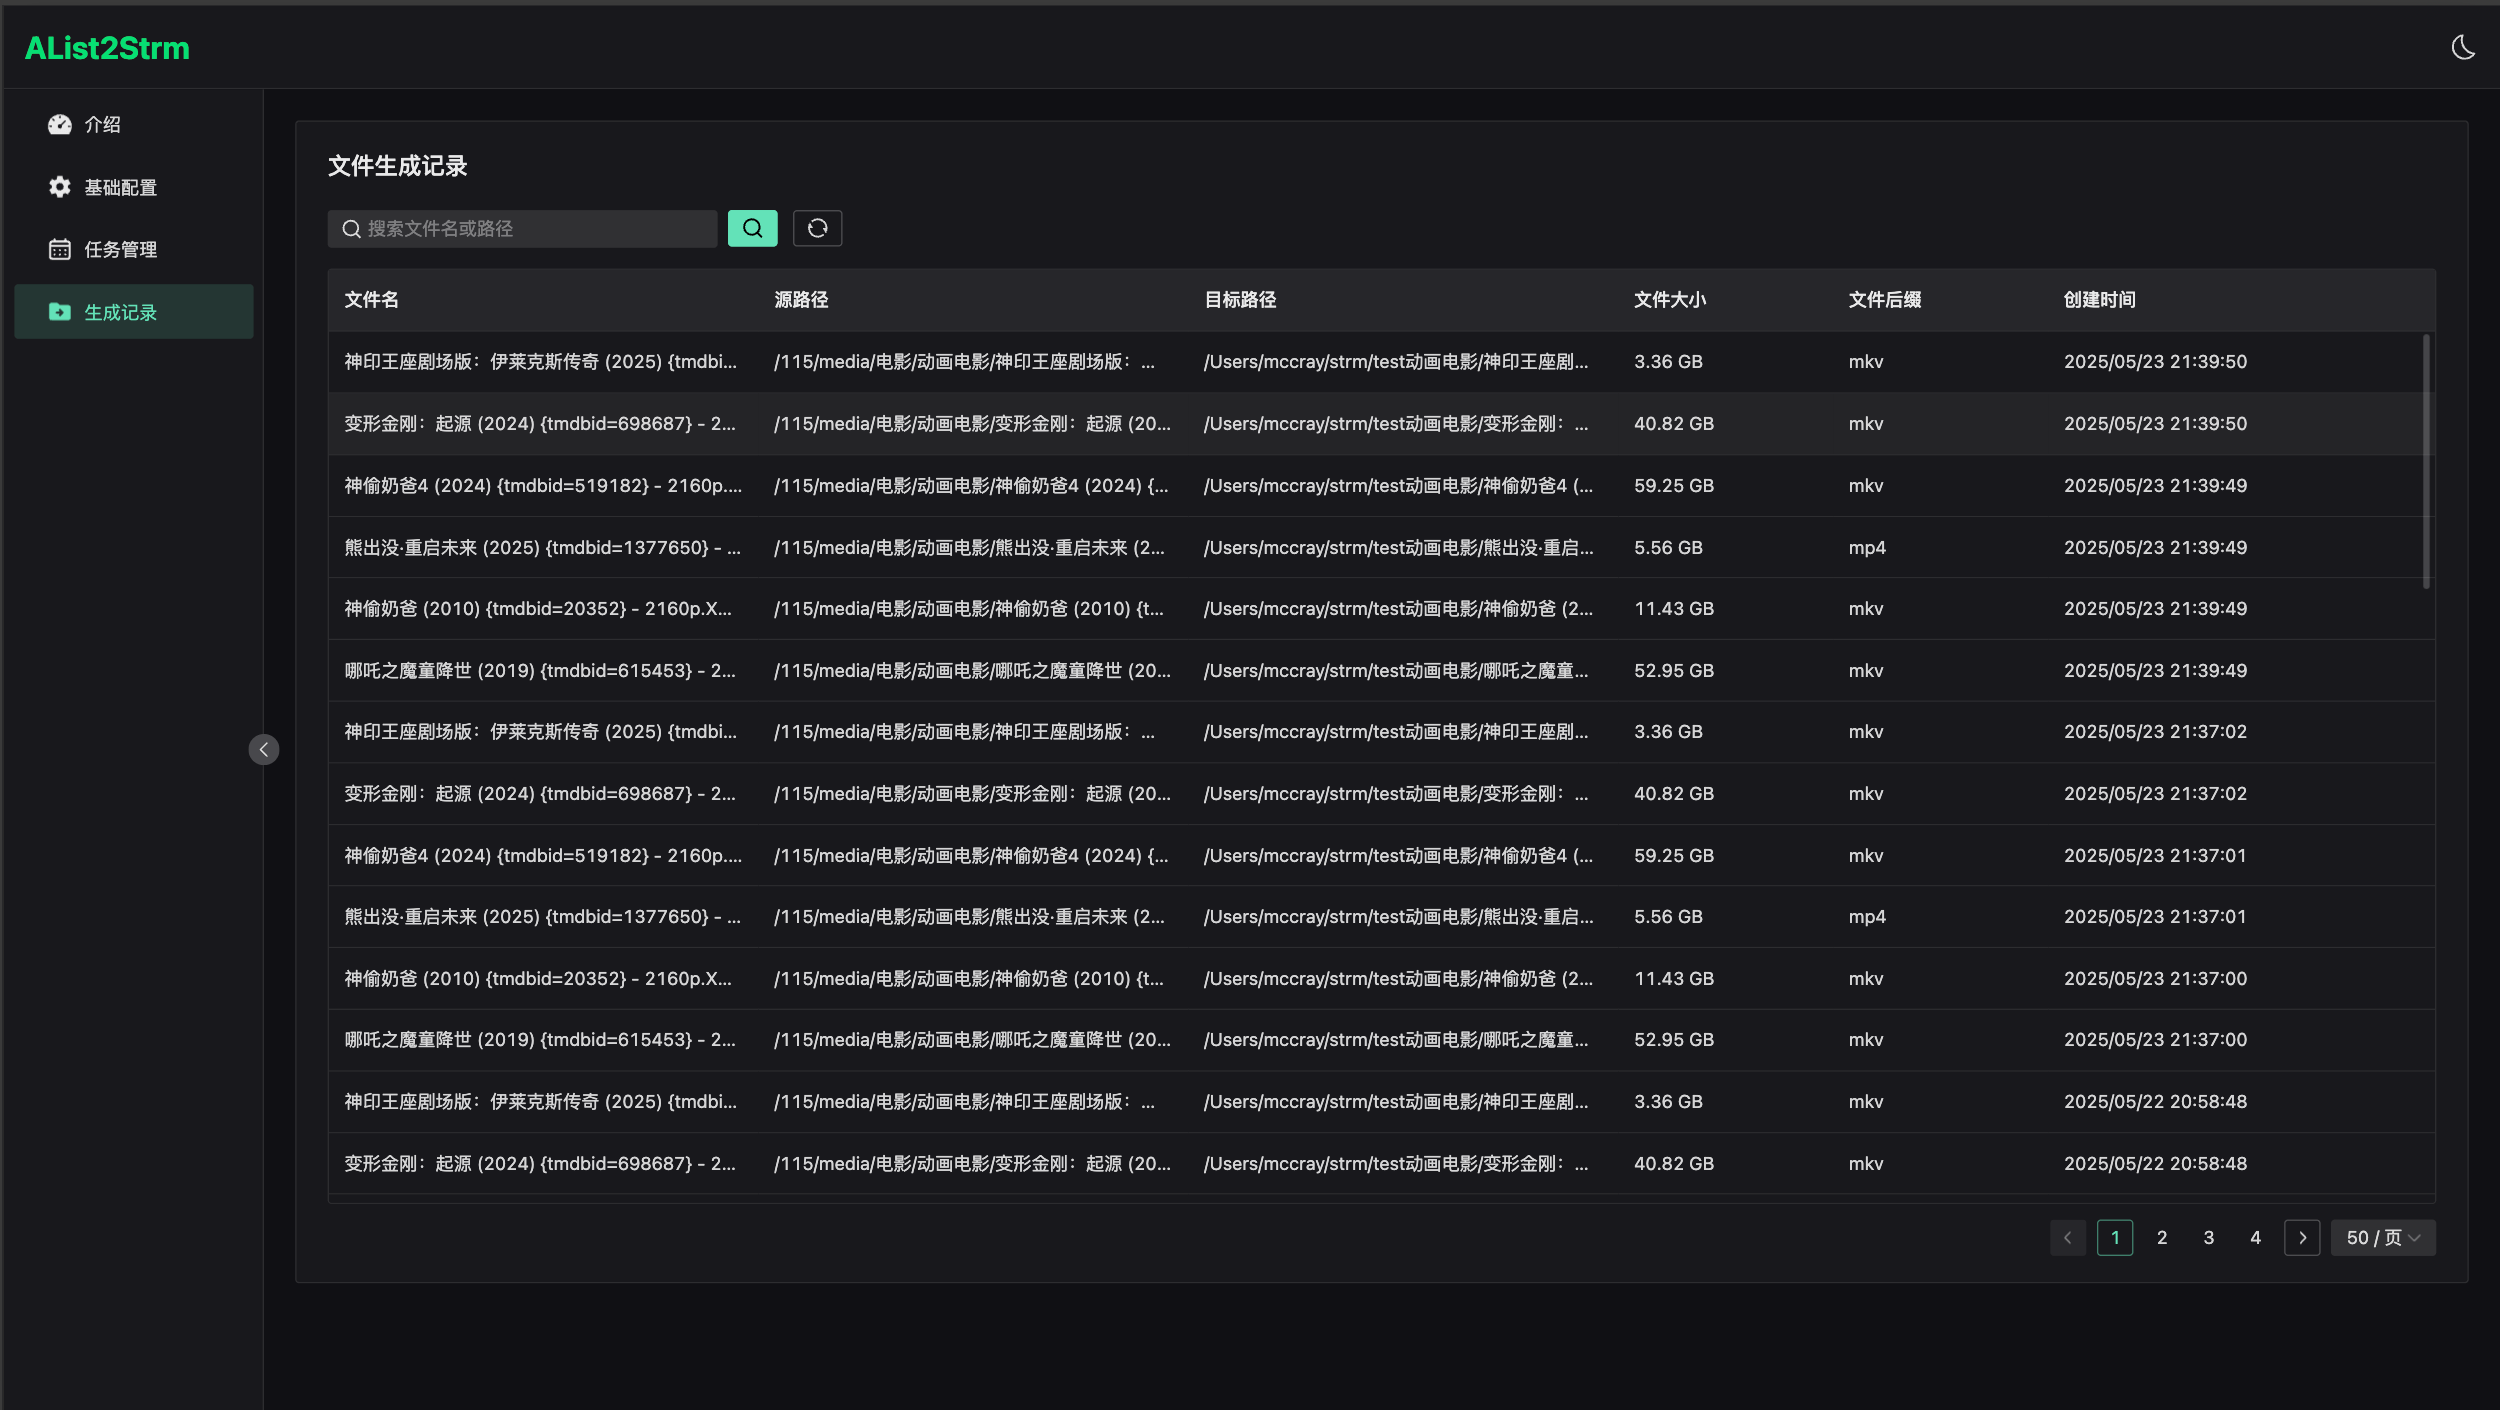 AList2Strm
介绍
基础配置
任务管理
生成记录
文件生成记录
搜索文件名或路径
文件名 源路径 目标路径 文件大小 文件后缀 创建时间
神印王座剧场版：伊莱克斯传奇 (2025) {tmdbi... /115/media/电影/动画电影/神印王座剧场版：... /Users/mccray/strm/test动画电影/神印王座剧... 3.36 GB mkv 2025/05/23 21:39:50
变形金刚：起源 (2024) {tmdbid=698687} - 2... /115/media/电影/动画电影/变形金刚：起源 (20... /Users/mccray/strm/test动画电影/变形金刚：... 40.82 GB mkv 2025/05/23 21:39:50
神偷奶爸4 (2024) {tmdbid=519182} - 2160p.... /115/media/电影/动画电影/神偷奶爸4 (2024) {... /Users/mccray/strm/test动画电影/神偷奶爸4 (... 59.25 GB mkv 2025/05/23 21:39:49
熊出没·重启未来 (2025) {tmdbid=1377650} - ... /115/media/电影/动画电影/熊出没·重启未来 (2... /Users/mccray/strm/test动画电影/熊出没·重启... 5.56 GB mp4 2025/05/23 21:39:49
神偷奶爸 (2010) {tmdbid=20352} - 2160p.X... /115/media/电影/动画电影/神偷奶爸 (2010) {t... /Users/mccray/strm/test动画电影/神偷奶爸 (2... 11.43 GB mkv 2025/05/23 21:39:49
哪吒之魔童降世 (2019) {tmdbid=615453} - 2... /115/media/电影/动画电影/哪吒之魔童降世 (20... /Users/mccray/strm/test动画电影/哪吒之魔童... 52.95 GB mkv 2025/05/23 21:39:49
神印王座剧场版：伊莱克斯传奇 (2025) {tmdbi... /115/media/电影/动画电影/神印王座剧场版：... /Users/mccray/strm/test动画电影/神印王座剧... 3.36 GB mkv 2025/05/23 21:37:02
变形金刚：起源 (2024) {tmdbid=698687} - 2... /115/media/电影/动画电影/变形金刚：起源 (20... /Users/mccray/strm/test动画电影/变形金刚：... 40.82 GB mkv 2025/05/23 21:37:02
神偷奶爸4 (2024) {tmdbid=519182} - 2160p.... /115/media/电影/动画电影/神偷奶爸4 (2024) {... /Users/mccray/strm/test动画电影/神偷奶爸4 (... 59.25 GB mkv 2025/05/23 21:37:01
熊出没·重启未来 (2025) {tmdbid=1377650} - ... /115/media/电影/动画电影/熊出没·重启未来 (2... /Users/mccray/strm/test动画电影/熊出没·重启... 5.56 GB mp4 2025/05/23 21:37:01
神偷奶爸 (2010) {tmdbid=20352} - 2160p.X... /115/media/电影/动画电影/神偷奶爸 (2010) {t... /Users/mccray/strm/test动画电影/神偷奶爸 (2... 11.43 GB mkv 2025/05/23 21:37:00
哪吒之魔童降世 (2019) {tmdbid=615453} - 2... /115/media/电影/动画电影/哪吒之魔童降世 (20... /Users/mccray/strm/test动画电影/哪吒之魔童... 52.95 GB mkv 2025/05/23 21:37:00
神印王座剧场版：伊莱克斯传奇 (2025) {tmdbi... /115/media/电影/动画电影/神印王座剧场版：... /Users/mccray/strm/test动画电影/神印王座剧... 3.36 GB mkv 2025/05/22 20:58:48
变形金刚：起源 (2024) {tmdbid=698687} - 2... /115/media/电影/动画电影/变形金刚：起源 (20... /Users/mccray/strm/test动画电影/变形金刚：... 40.82 GB mkv 2025/05/22 20:58:48
1 2 3 4 50 / 页